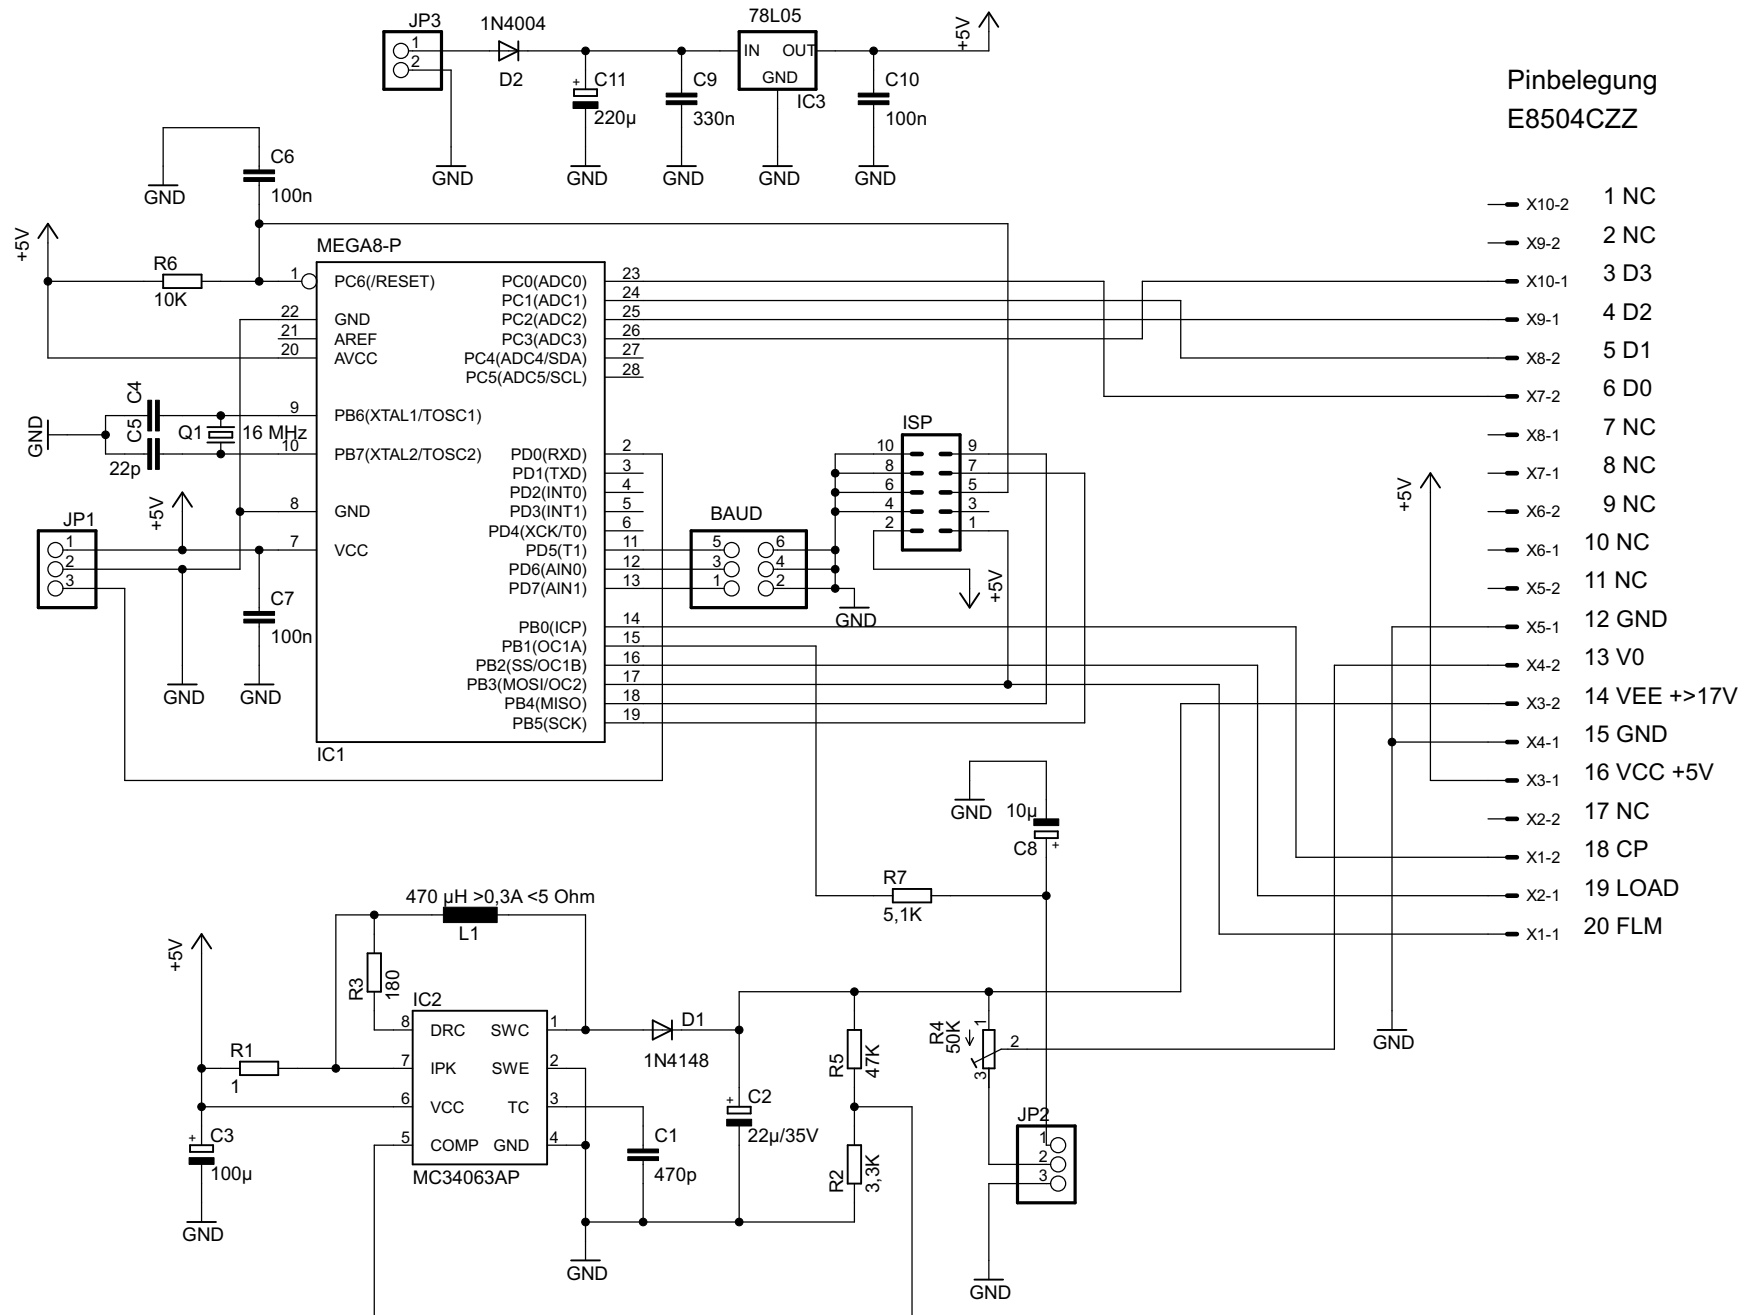 JP3
1
2
1N4004
D2
+
C11
220µ
C9
330n
78L05
IN OUT
GND
IC3
C10
100n
+5V
GND
GND
GND
GND
GND
Pinbelegung
E8504CZZ
GND
C6
100n
+5V
R6
10K
MEGA8-P
1 PC6(/RESET)
22 GND
21 AREF
20 AVCC
9 PB6(XTAL1/TOSC1)
10 PB7(XTAL2/TOSC2)
8 GND
7 VCC
PC0(ADC0) 23
PC1(ADC1) 24
PC2(ADC2) 25
PC3(ADC3) 26
PC4(ADC4/SDA) 27
PC5(ADC5/SCL) 28
PD0(RXD) 2
PD1(TXD) 3
PD2(INT0) 4
PD3(INT1) 5
PD4(XCK/T0) 6
PD5(T1) 11
PD6(AIN0) 12
PD7(AIN1) 13
PB0(ICP) 14
PB1(OC1A) 15
PB2(SS/OC1B) 16
PB3(MOSI/OC2) 17
PB4(MISO) 18
PB5(SCK) 19
IC1
GND
C4
C5
22p
Q1 16 MHz
JP1
1
2
3
+5V
GND
C7
100n
GND
BAUD
5 6
3 4
1 2
GND
ISP
10 9
8 7
6 5
4 3
2 1
+5V
+5V
X10-2 1 NC
X9-2 2 NC
X10-1 3 D3
X9-1 4 D2
X8-2 5 D1
X7-2 6 D0
X8-1 7 NC
X7-1 8 NC
X6-2 9 NC
X6-1 10 NC
X5-2 11 NC
X5-1 12 GND
X4-2 13 V0
X3-2 14 VEE +>17V
X4-1 15 GND
X3-1 16 VCC +5V
X2-2 17 NC
X1-2 18 CP
X2-1 19 LOAD
X1-1 20 FLM
GND
GND
10µ
C8
+
R7
5,1K
470 µH >0,3A <5 Ohm
L1
+5V
R3
180
R1
1
IC2
8 DRC SWC 1
7 IPK SWE 2
6 VCC TC 3
5 COMP GND 4
MC34063AP
+
C3
100µ
GND
D1
1N4148
C1
470p
+
C2
22µ/35V
R5
47K
R2
3,3K
GND
R4
50K
1
2
3
JP2
1
2
3
GND